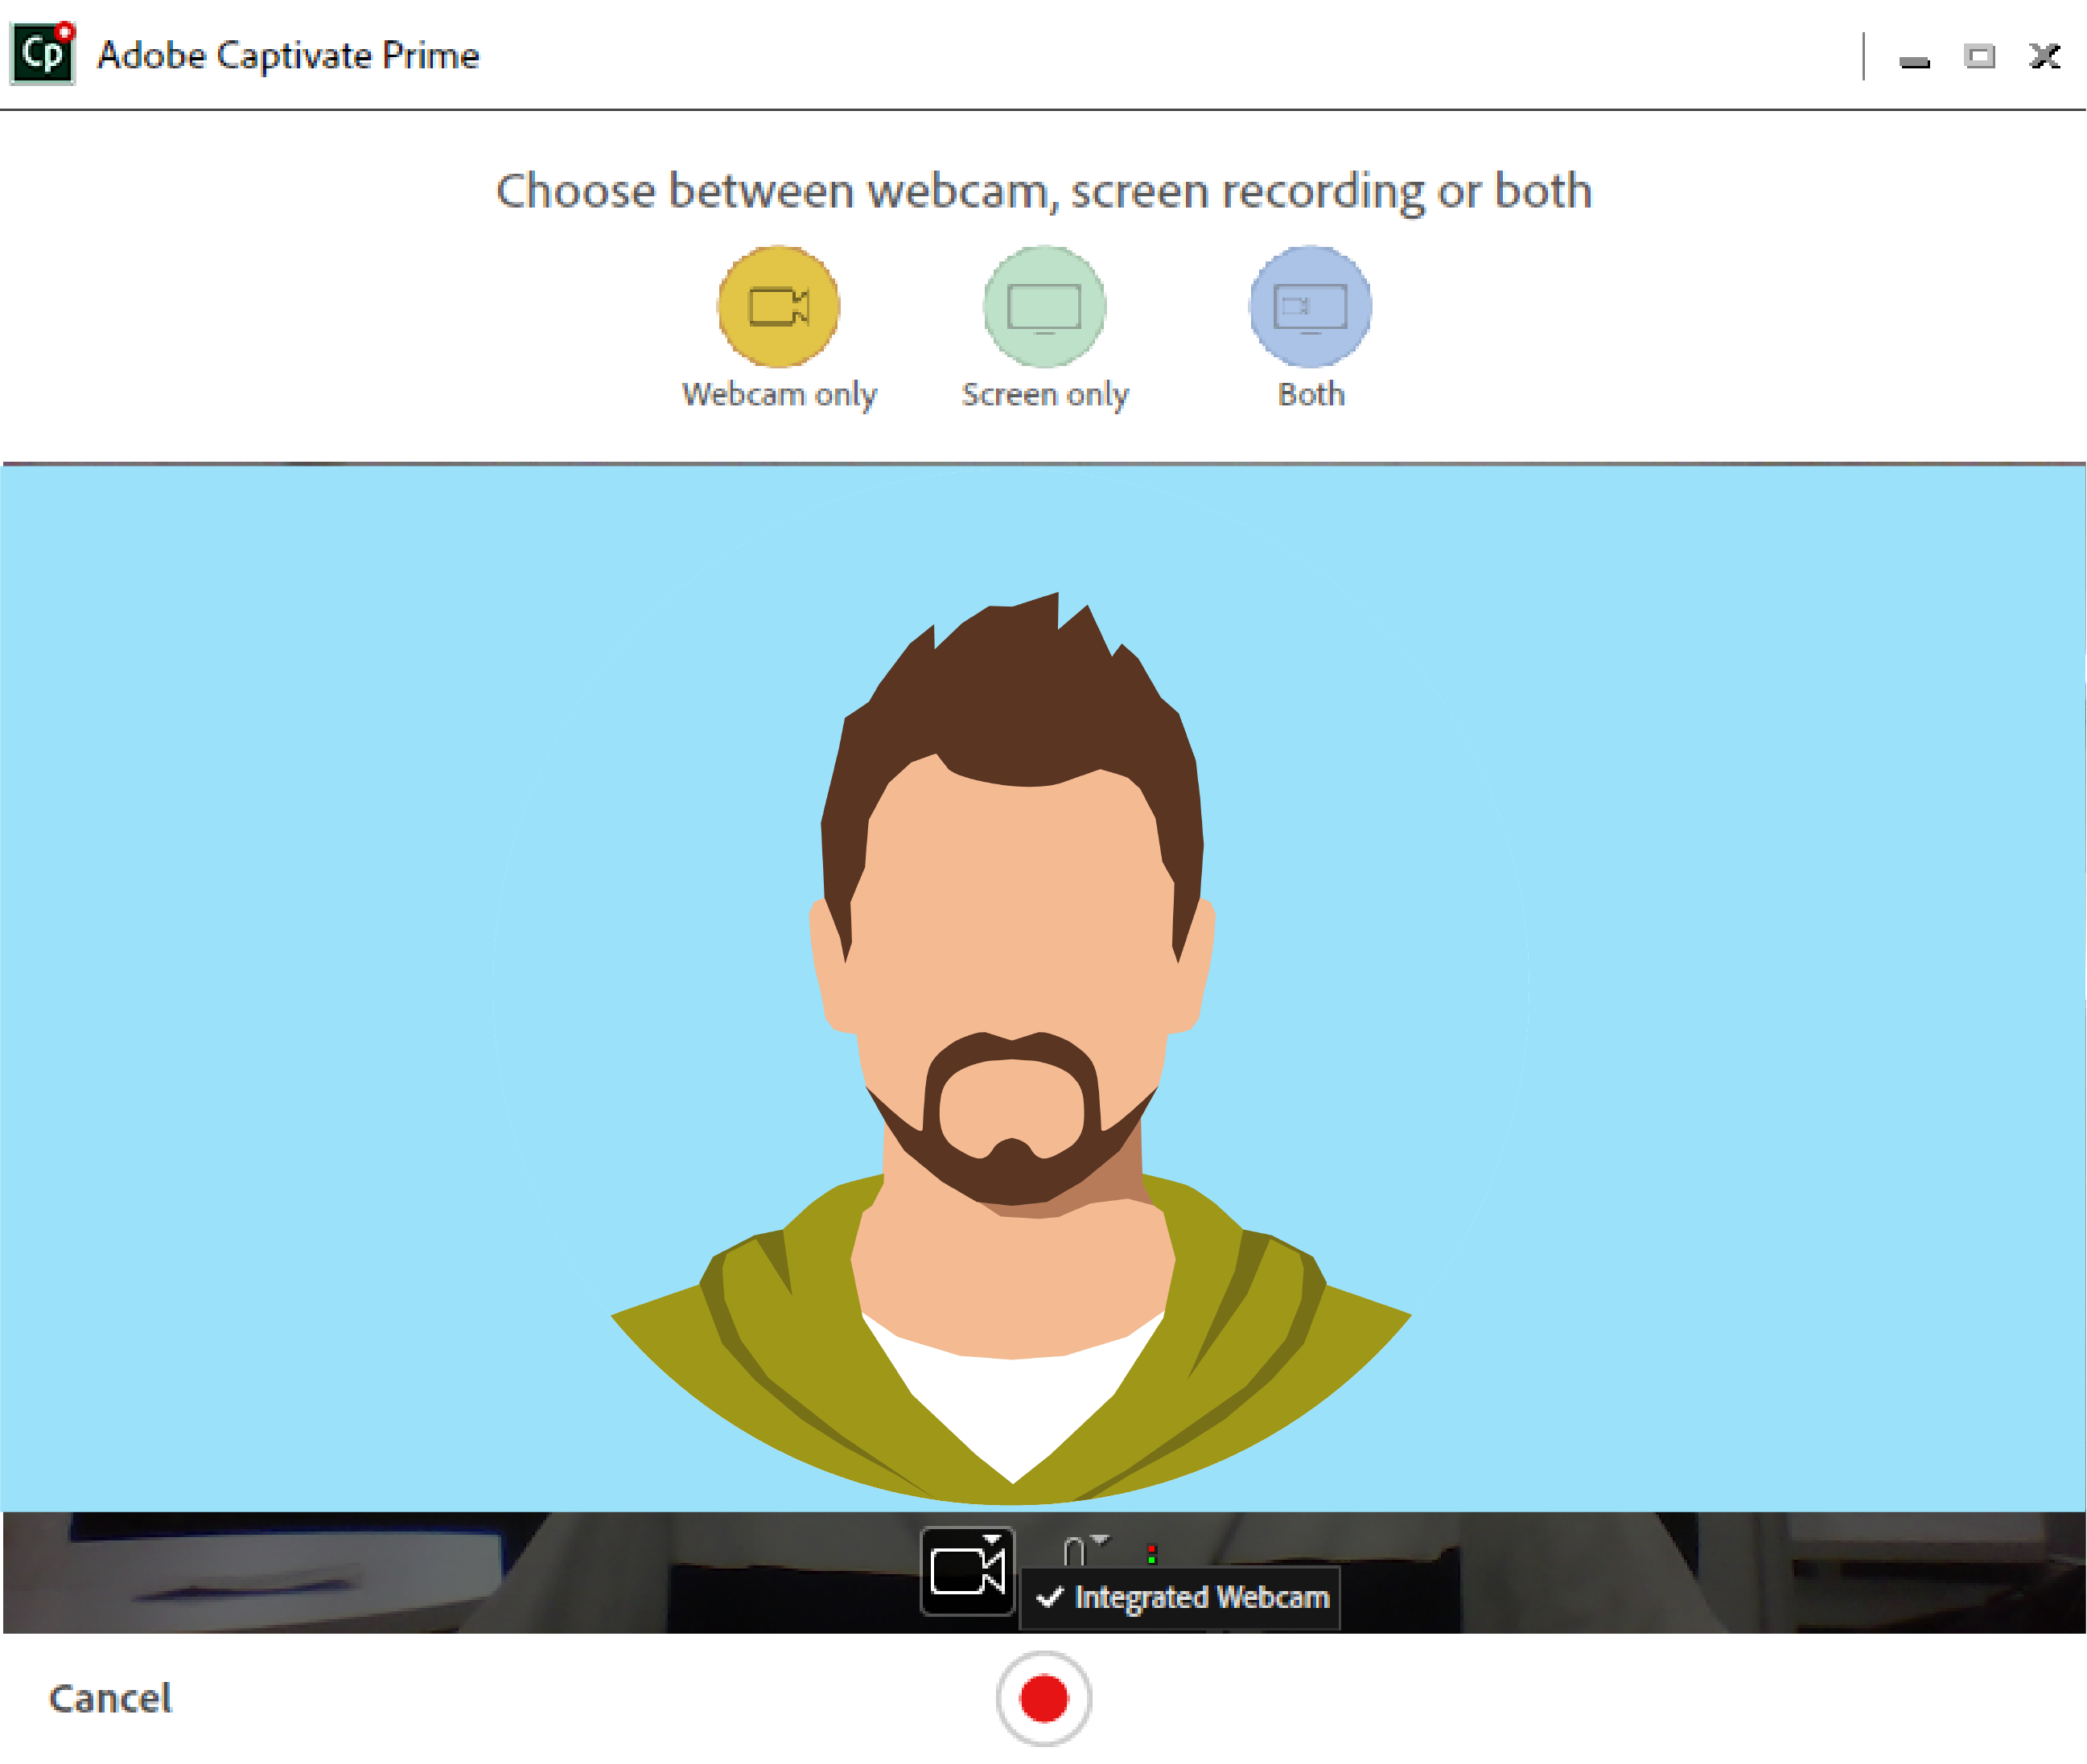 Cp Adobe Captivate Prime
Choose between webcam, screen recording or both
Webcam only Screen only Both
Integrated Webcam
Cancel